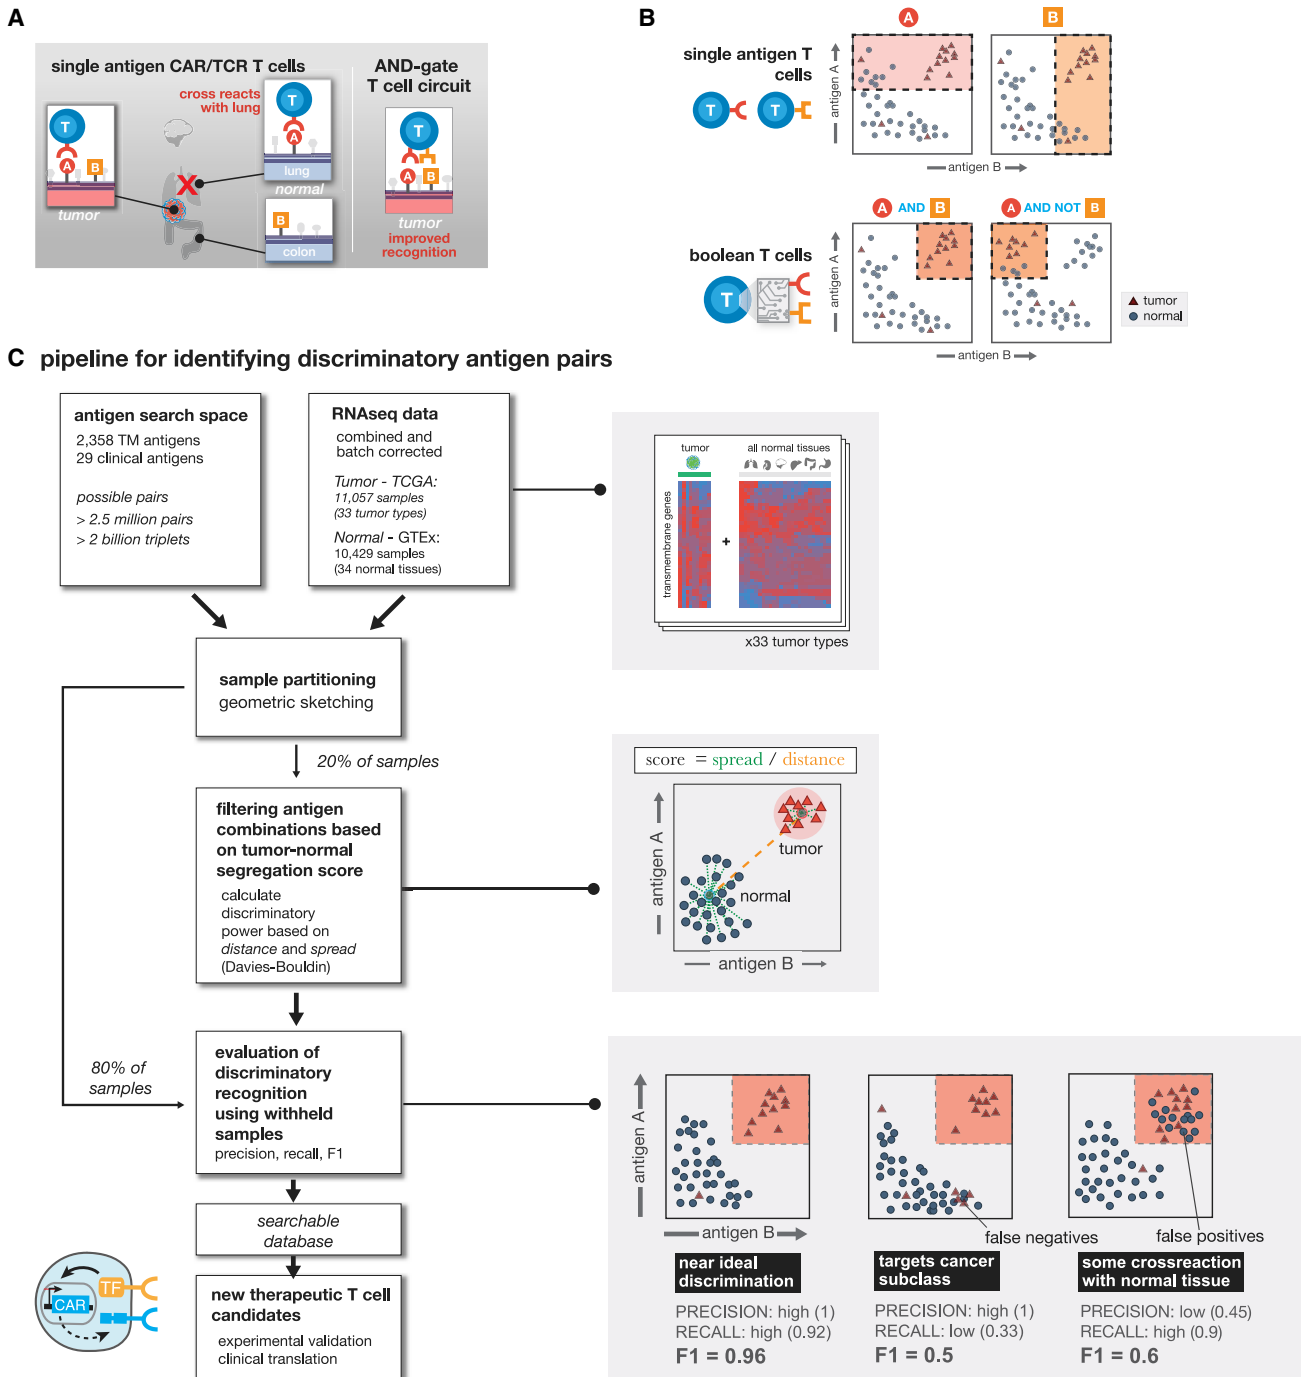 A
single antigen CAR/TCR T cells
cross reacts
with lung
T
A
B
tumor
T
A
lung
normal
B
colon
AND-gate
T cell circuit
T
A
B
tumor
improved
recognition
B
single antigen T
cells
T
T
A
B
antigen A
antigen B
boolean T cells
T
A AND B
A AND NOT B
antigen A
antigen B
tumor
normal
C pipeline for identifying discriminatory antigen pairs
antigen search space
2,358 TM antigens
29 clinical antigens
possible pairs
> 2.5 million pairs
> 2 billion triplets
RNAseq data
combined and
batch corrected
Tumor - TCGA:
11,057 samples
(33 tumor types)
Normal - GTEx:
10,429 samples
(34 normal tissues)
tumor
all normal tissues
transmembrane genes
+
x33 tumor types
sample partitioning
geometric sketching
20% of samples
filtering antigen
combinations based
on tumor-normal
segregation score
calculate
discriminatory
power based on
distance and spread
(Davies-Bouldin)
score = spread / distance
antigen A
tumor
normal
antigen B
80% of
samples
evaluation of
discriminatory
recognition
using withheld
samples
precision, recall, F1
searchable
database
new therapeutic T cell
candidates
experimental validation
clinical translation
TF
CAR
antigen A
antigen B
false negatives
false positives
near ideal
discrimination
PRECISION: high (1)
RECALL: high (0.92)
F1 = 0.96
targets cancer
subclass
PRECISION: high (1)
RECALL: low (0.33)
F1 = 0.5
some crossreaction
with normal tissue
PRECISION: low (0.45)
RECALL: high (0.9)
F1 = 0.6